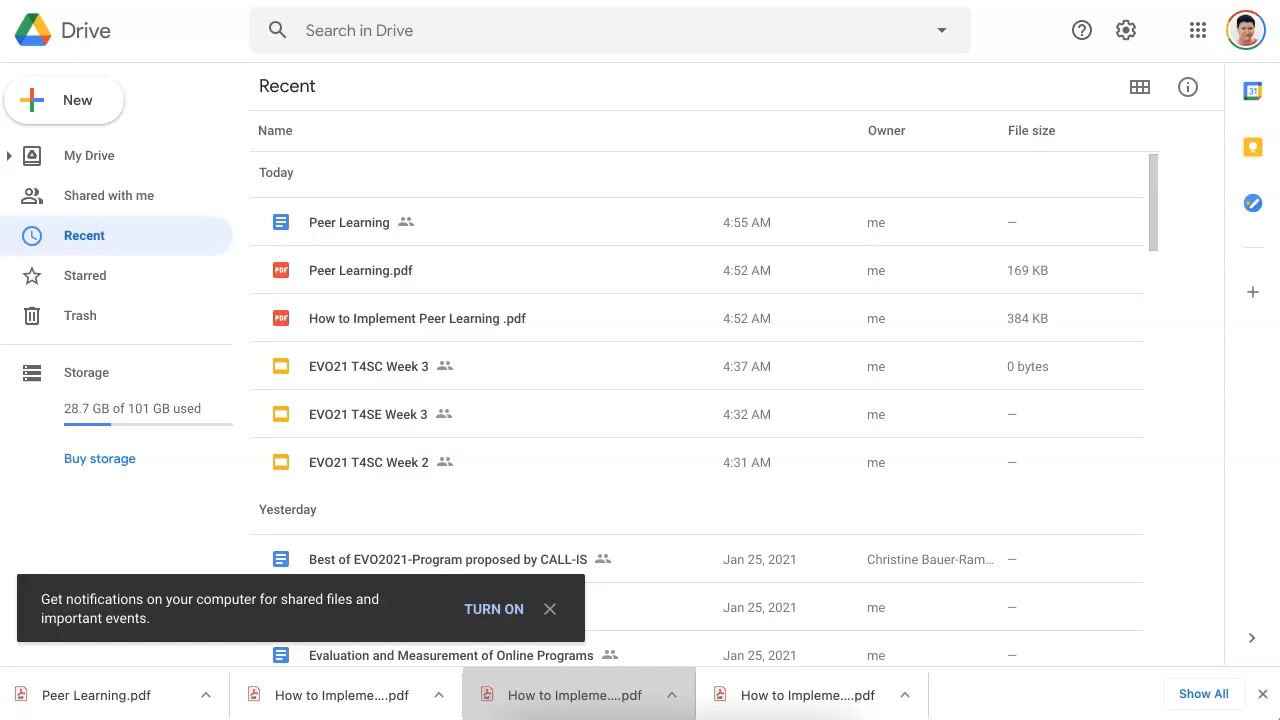 Drive
Search in Drive
New
My Drive
Shared with me
Recent
Starred
Trash
Storage
28.7 GB of 101 GB used
Buy storage
Recent
Name Owner File size
Today
Peer Learning 4:55 AM me —
PDF Peer Learning.pdf 4:52 AM me 169 KB
PDF How to Implement Peer Learning .pdf 4:52 AM me 384 KB
EVO21 T4SC Week 3 4:37 AM me 0 bytes
EVO21 T4SE Week 3 4:32 AM me —
EVO21 T4SC Week 2 4:31 AM me —
Yesterday
Best of EVO2021-Program proposed by CALL-IS Jan 25, 2021 Christine Bauer-Ram... —
Jan 25, 2021 me —
Evaluation and Measurement of Online Programs Jan 25, 2021 me —
31
Get notifications on your computer for shared files and
important events.
TURN ON
Peer Learning.pdf
How to Impleme....pdf
How to Impleme....pdf
How to Impleme....pdf
Show All